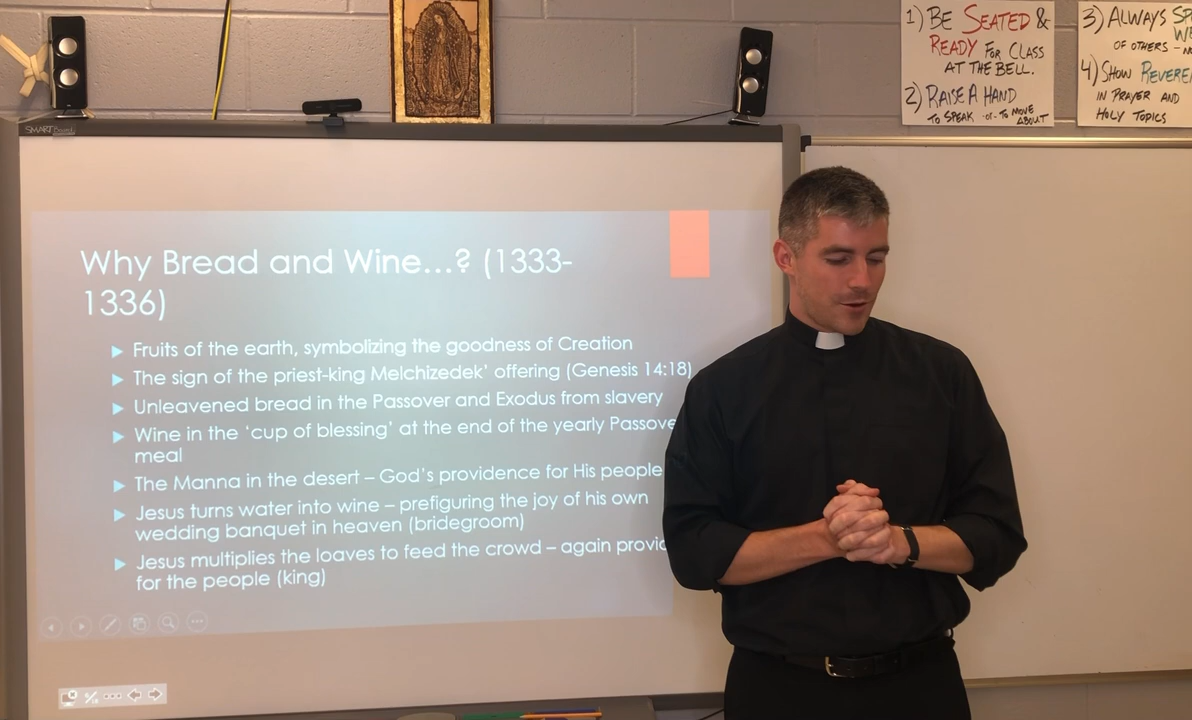 1) BE SEATED &
READY FOR CLASS
AT THE BELL.
2) RAISE A HAND
TO SPEAK -or- TO MOVE
ABOUT
3) ALWAYS SP
WE
OF OTHERS –
4) SHOW REVERE
IN PRAYER AND
HOLY TOPICS
SMART Board
Why Bread and Wine…? (1333-
1336)
Fruits of the earth, symbolizing the goodness of Creation
The sign of the priest-king Melchizedek’ offering (Genesis 14:18)
Unleavened bread in the Passover and Exodus from slavery
Wine in the ‘cup of blessing’ at the end of the yearly Passove
meal
The Manna in the desert – God’s providence for His people
Jesus turns water into wine – prefiguring the joy of his own
wedding banquet in heaven (bridegroom)
Jesus multiplies the loaves to feed the crowd – again provid
for the people (king)